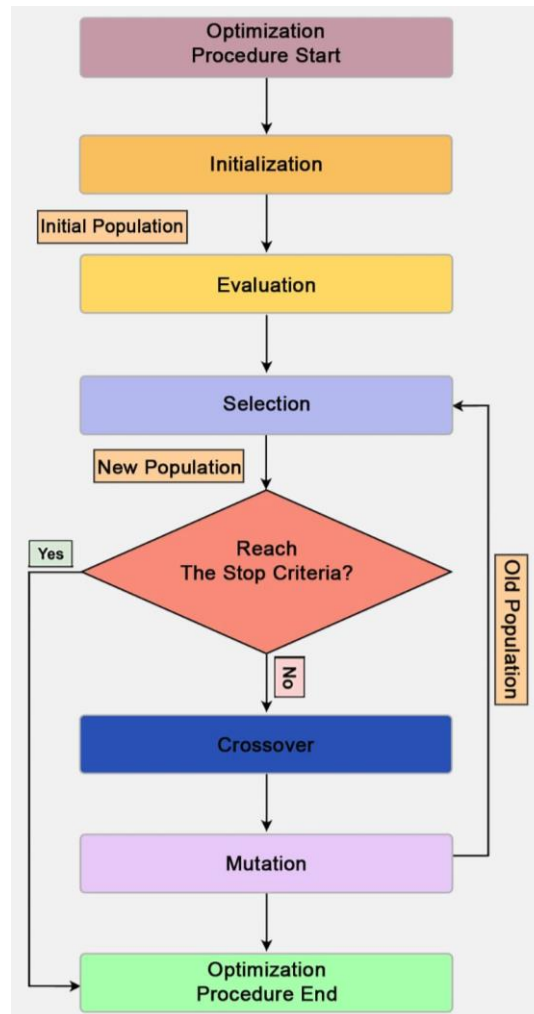 Optimization
Procedure Start
Initialization
Initial Population
Evaluation
Selection
New Population
Reach
The Stop Criteria?
Yes
Old Population
No
Crossover
Mutation
Optimization
Procedure End